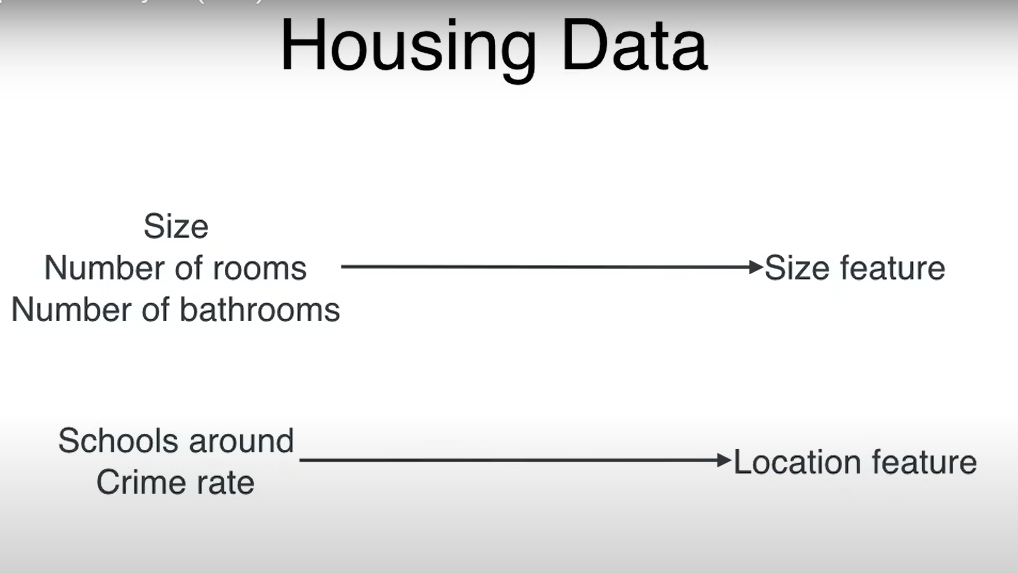 Housing Data
Size
Number of rooms
Number of bathrooms
Size feature
Schools around
Crime rate
Location feature